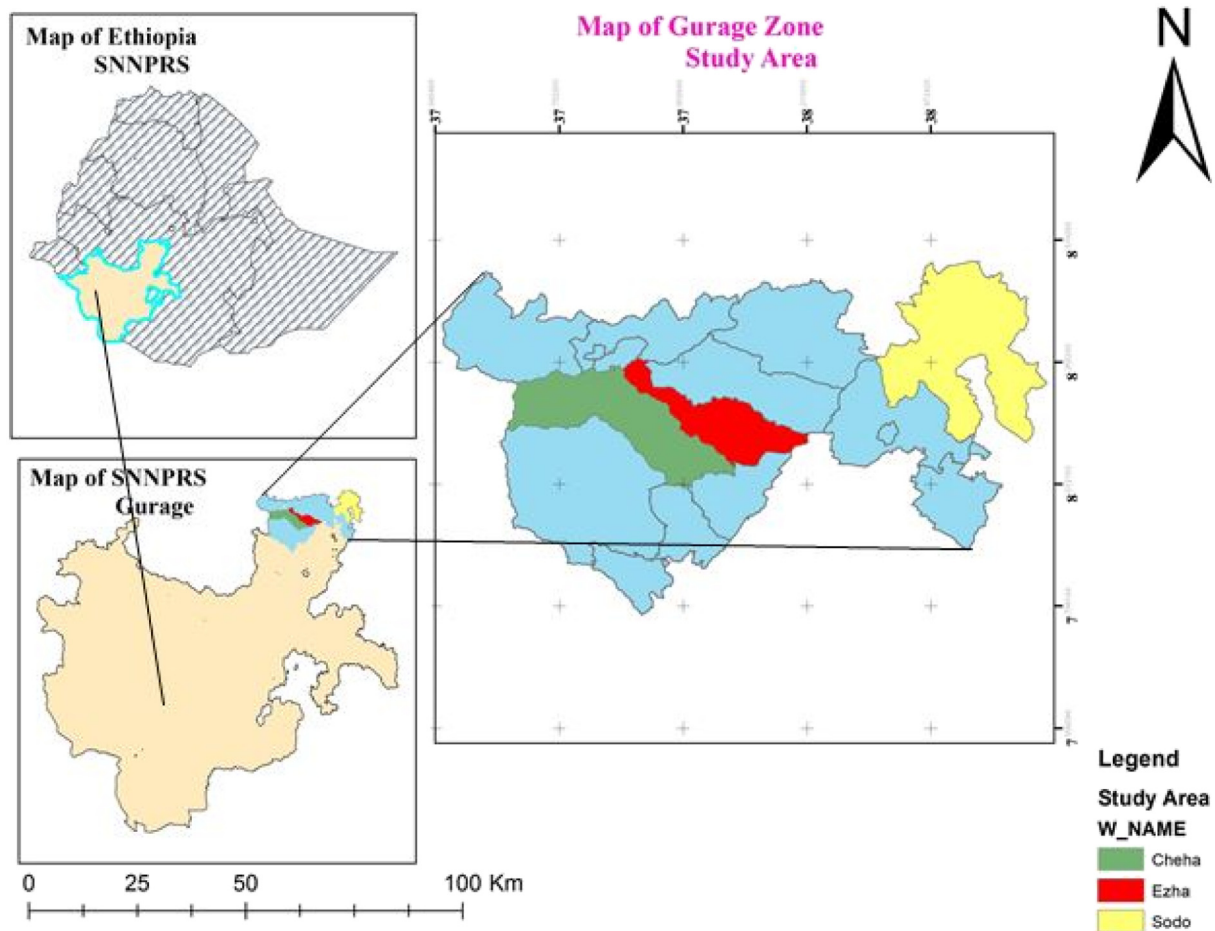 Map of Ethiopia
SNNPRS
Map of Gurage Zone
Study Area
N
37
37
38
38
8
8
8
7
7
Map of SNNPRS
Gurage
0 25 50 100 Km
Legend
Study Area
W_NAME
Cheha
Ezha
Sodo